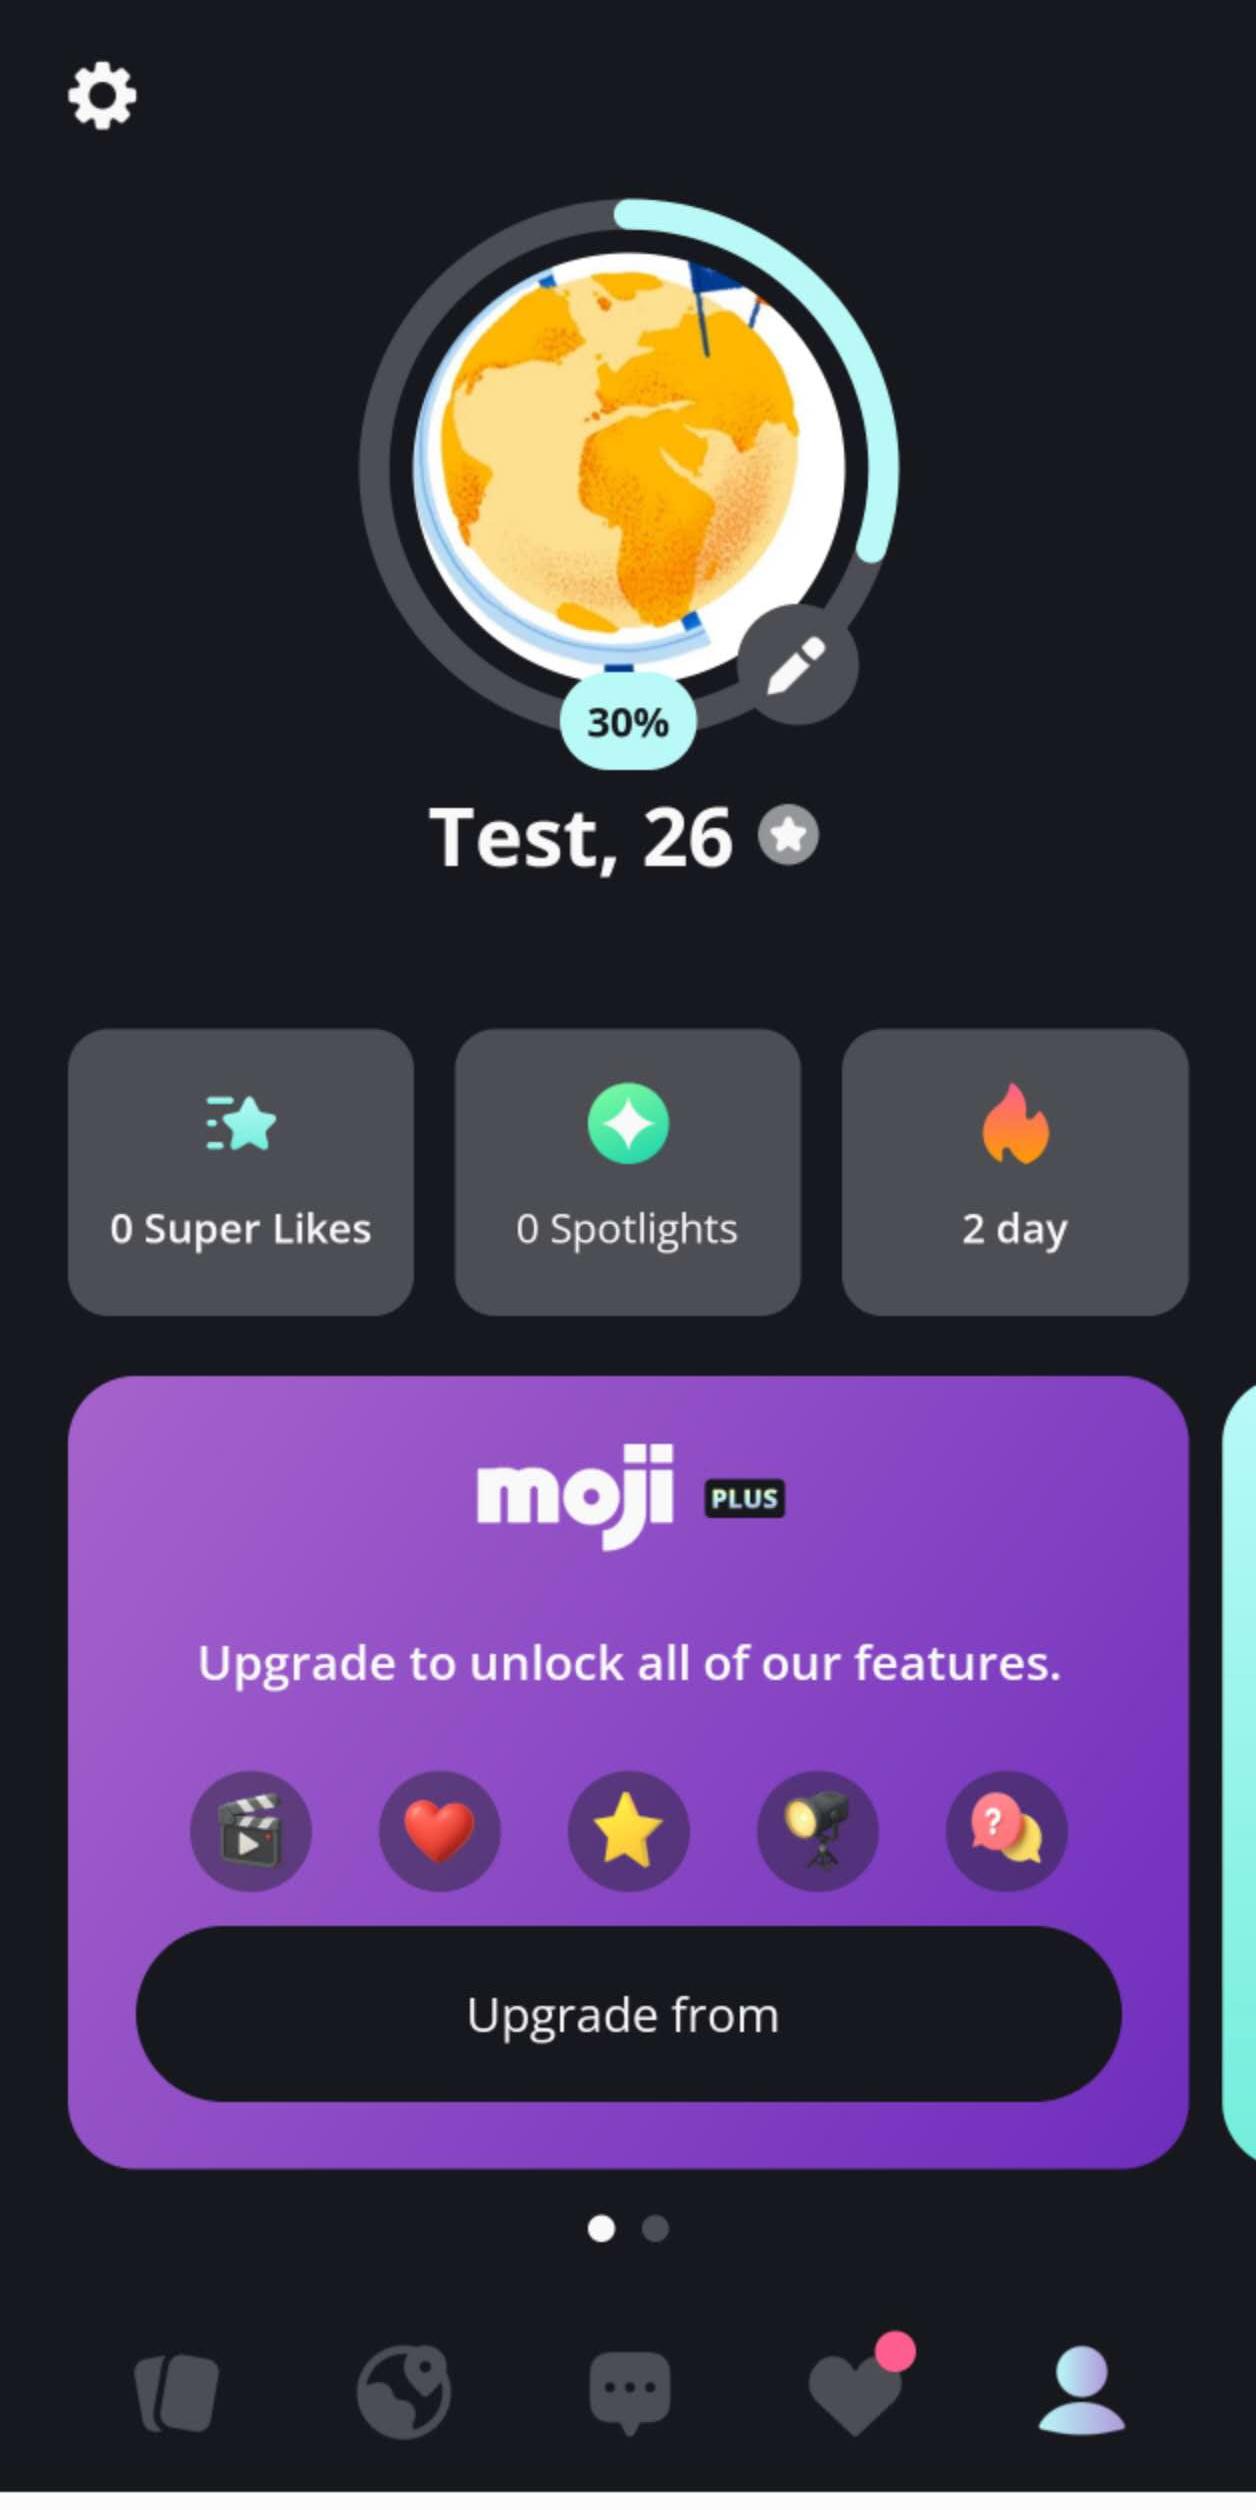 30%
Test, 26
0 Super Likes
0 Spotlights
2 day
moji PLUS
Upgrade to unlock all of our features.
?
Upgrade from